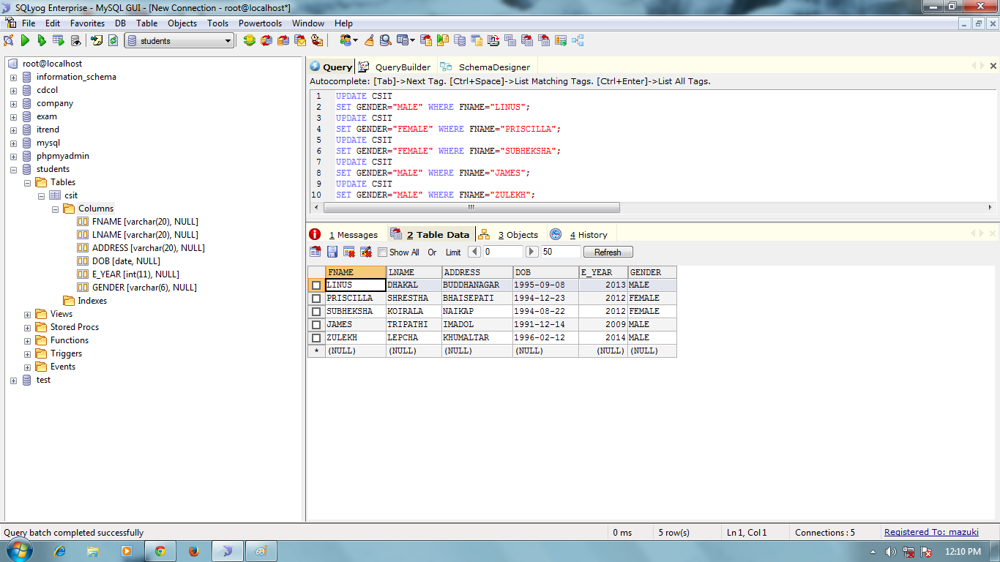 SQLyog Enterprise - MySQL GUI - [New Connection - root@localhost*]
File Edit Favorites DB Table Objects Tools Powertools Window Help
students
root@localhost
information_schema
cdcol
company
exam
itrend
mysql
phpmyadmin
students
Tables
csit
Columns
FNAME [varchar(20), NULL]
LNAME [varchar(20), NULL]
ADDRESS [varchar(20), NULL]
DOB [date, NULL]
E_YEAR [int(11), NULL]
GENDER [varchar(6), NULL]
Indexes
Views
Stored Procs
Functions
Triggers
Events
test
Query QueryBuilder SchemaDesigner
Autocomplete: [Tab]->Next Tag. [Ctrl+Space]->List Matching Tags. [Ctrl+Enter]->List All Tags.
1 UPDATE CSIT
2 SET GENDER="MALE" WHERE FNAME="LINUS";
3 UPDATE CSIT
4 SET GENDER="FEMALE" WHERE FNAME="PRISCILLA";
5 UPDATE CSIT
6 SET GENDER="FEMALE" WHERE FNAME="SUBHEKSHA";
7 UPDATE CSIT
8 SET GENDER="MALE" WHERE FNAME="JAMES";
9 UPDATE CSIT
10 SET GENDER="MALE" WHERE FNAME="ZULEKH";
1 Messages 2 Table Data 3 Objects 4 History
Show All Or Limit 0 50 Refresh
FNAME LNAME ADDRESS DOB E_YEAR GENDER
LINUS DHAKAL BUDDHANAGAR 1995-09-08 2013 MALE
PRISCILLA SHRESTHA BHAISEPATI 1994-12-23 2012 FEMALE
SUBHEKSHA KOIRALA NAIKAP 1994-08-22 2012 FEMALE
JAMES TRIPATHI IMADOL 1991-12-14 2009 MALE
ZULEKH LEPCHA KHUMALTAR 1996-02-12 2014 MALE
* (NULL) (NULL) (NULL) (NULL) (NULL) (NULL)
Query batch completed successfully 0 ms 5 row(s) Ln 1, Col 1 Connections : 5 Registered To: mazuki
12:10 PM